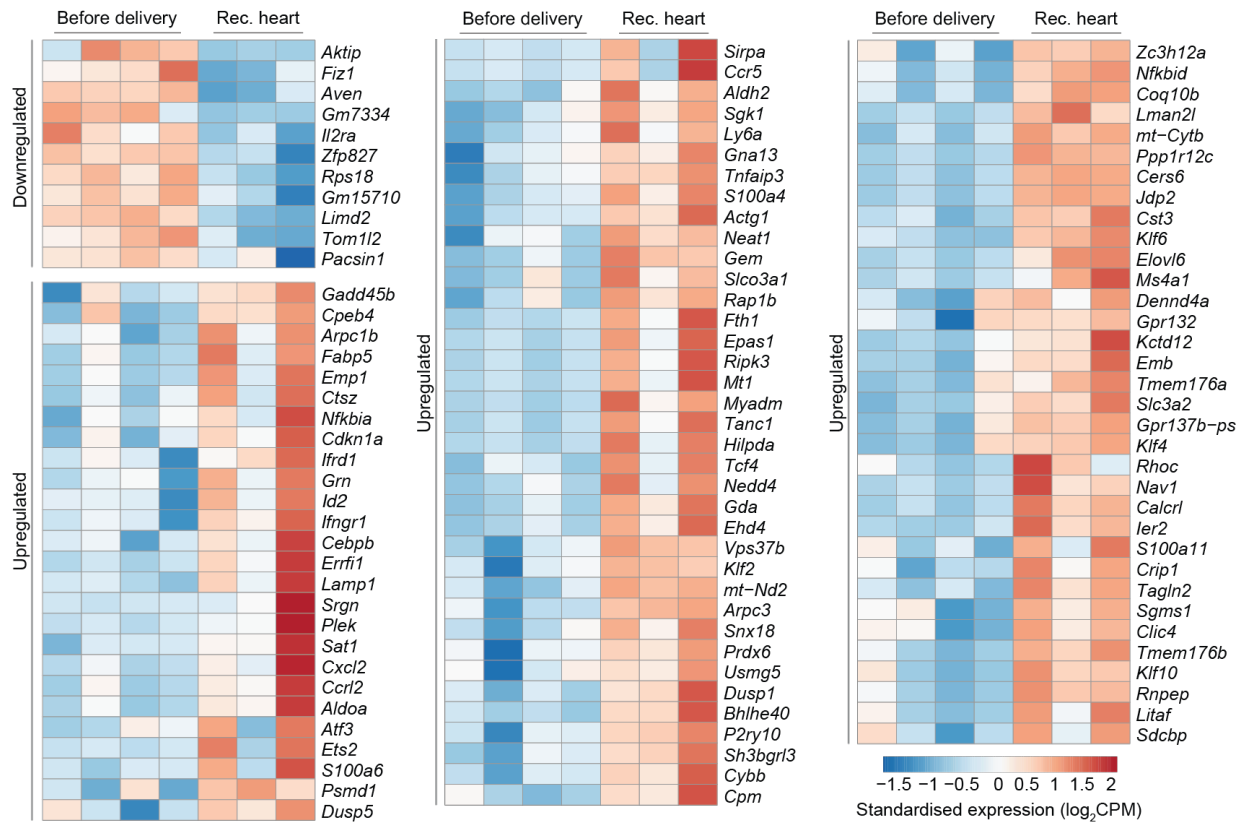 Before delivery
Rec. heart
Downregulated
Aktip
Fiz1
Aven
Gm7334
Il2ra
Zfp827
Rps18
Gm15710
Limd2
Tom1l2
Pacsin1
Upregulated
Gadd45b
Cpeb4
Arpc1b
Fabp5
Emp1
Ctsz
Nfkbia
Cdkn1a
Ifrd1
Grn
Id2
Ifngr1
Cebpb
Errfi1
Lamp1
Srgn
Plek
Sat1
Cxcl2
Ccrl2
Aldoa
Atf3
Ets2
S100a6
Psmd1
Dusp5
Before delivery
Rec. heart
Upregulated
Sirpa
Ccr5
Aldh2
Sgk1
Ly6a
Gna13
Tnfaip3
S100a4
Actg1
Neat1
Gem
Slco3a1
Rap1b
Fth1
Epas1
Ripk3
Mt1
Myadm
Tanc1
Hilpda
Tcf4
Nedd4
Gda
Ehd4
Vps37b
Klf2
mt−Nd2
Arpc3
Snx18
Prdx6
Usmg5
Dusp1
Bhlhe40
P2ry10
Sh3bgrl3
Cybb
Cpm
Before delivery
Rec. heart
Upregulated
Zc3h12a
Nfkbid
Coq10b
Lman2l
mt−Cytb
Ppp1r12c
Cers6
Jdp2
Cst3
Klf6
Elovl6
Ms4a1
Dennd4a
Gpr132
Kctd12
Emb
Tmem176a
Slc3a2
Gpr137b−ps
Klf4
Rhoc
Nav1
Calcrl
Ier2
S100a11
Crip1
Tagln2
Sgms1
Clic4
Tmem176b
Klf10
Rnpep
Litaf
Sdcbp
−1.5 −1 −0.5 0 0.5 1 1.5 2
Standardised expression (log2CPM)